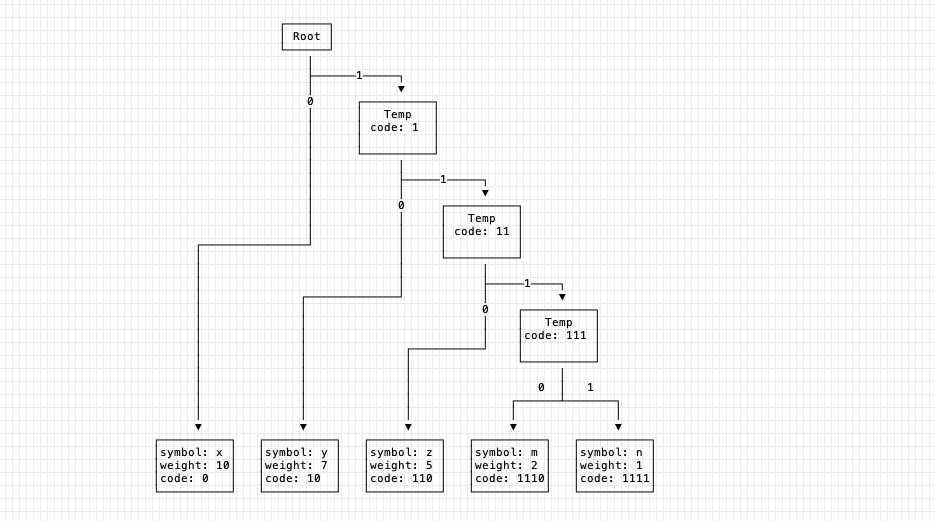 Root
1
0
Temp
code: 1
1
0
Temp
code: 11
1
0
Temp
code: 111
0 1
symbol: x
weight: 10
code: 0
symbol: y
weight: 7
code: 10
symbol: z
weight: 5
code: 110
symbol: m
weight: 2
code: 1110
symbol: n
weight: 1
code: 1111